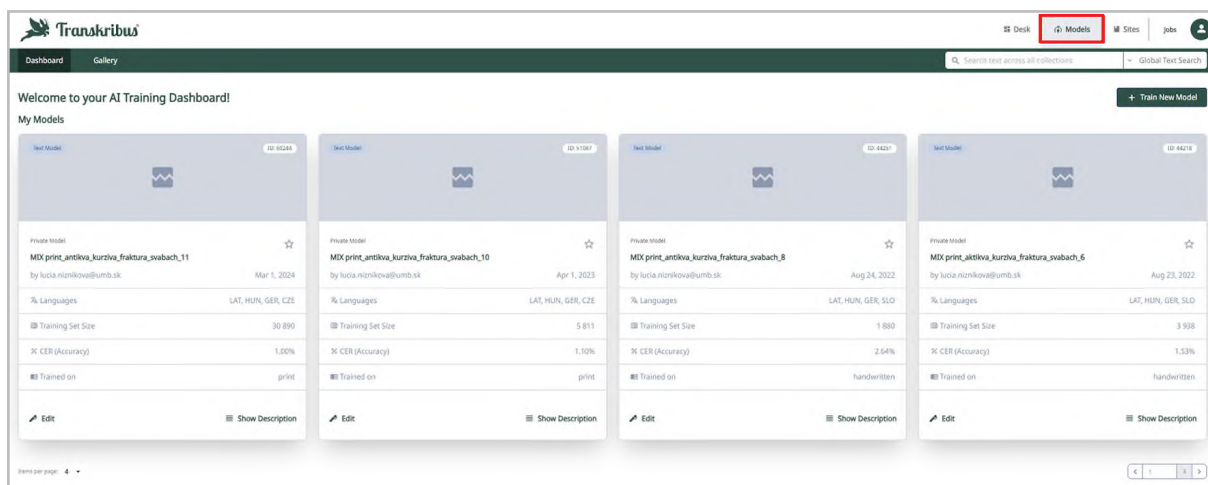 Transkribus
Desk Models Sites Jobs
Dashboard Gallery Search text across all collections Global Text Search
Welcome to your AI Training Dashboard!
+ Train New Model
My Models
Text Model ID: 60244 Text Model ID: 51087 Text Model ID: 44251 Text Model ID: 44218
Private Model Private Model Private Model Private Model
MIX print_antikva_kurziva_fraktura_svabach_11 MIX print_antikva_kurziva_fraktura_svabach_10 MIX print_antikva_kurziva_fraktura_svabach_8 MIX print_aktikva_kurziva_fraktura_svabach_6
by lucia.niznikova@umb.sk Mar 1, 2024 by lucia.niznikova@umb.sk Apr 1, 2023 by lucia.niznikova@umb.sk Aug 24, 2022 by lucia.niznikova@umb.sk Aug 23, 2022
Languages LAT, HUN, GER, CZE Languages LAT, HUN, GER, CZE Languages LAT, HUN, GER, SLO Languages LAT, HUN, GER, SLO
Training Set Size 30 890 Training Set Size 5 811 Training Set Size 1 880 Training Set Size 3 938
CER (Accuracy) 1.00% CER (Accuracy) 1.10% CER (Accuracy) 2.64% CER (Accuracy) 1.53%
Trained on print Trained on print Trained on handwritten Trained on handwritten
Edit Show Description Edit Show Description Edit Show Description Edit Show Description
Items per page: 4 1